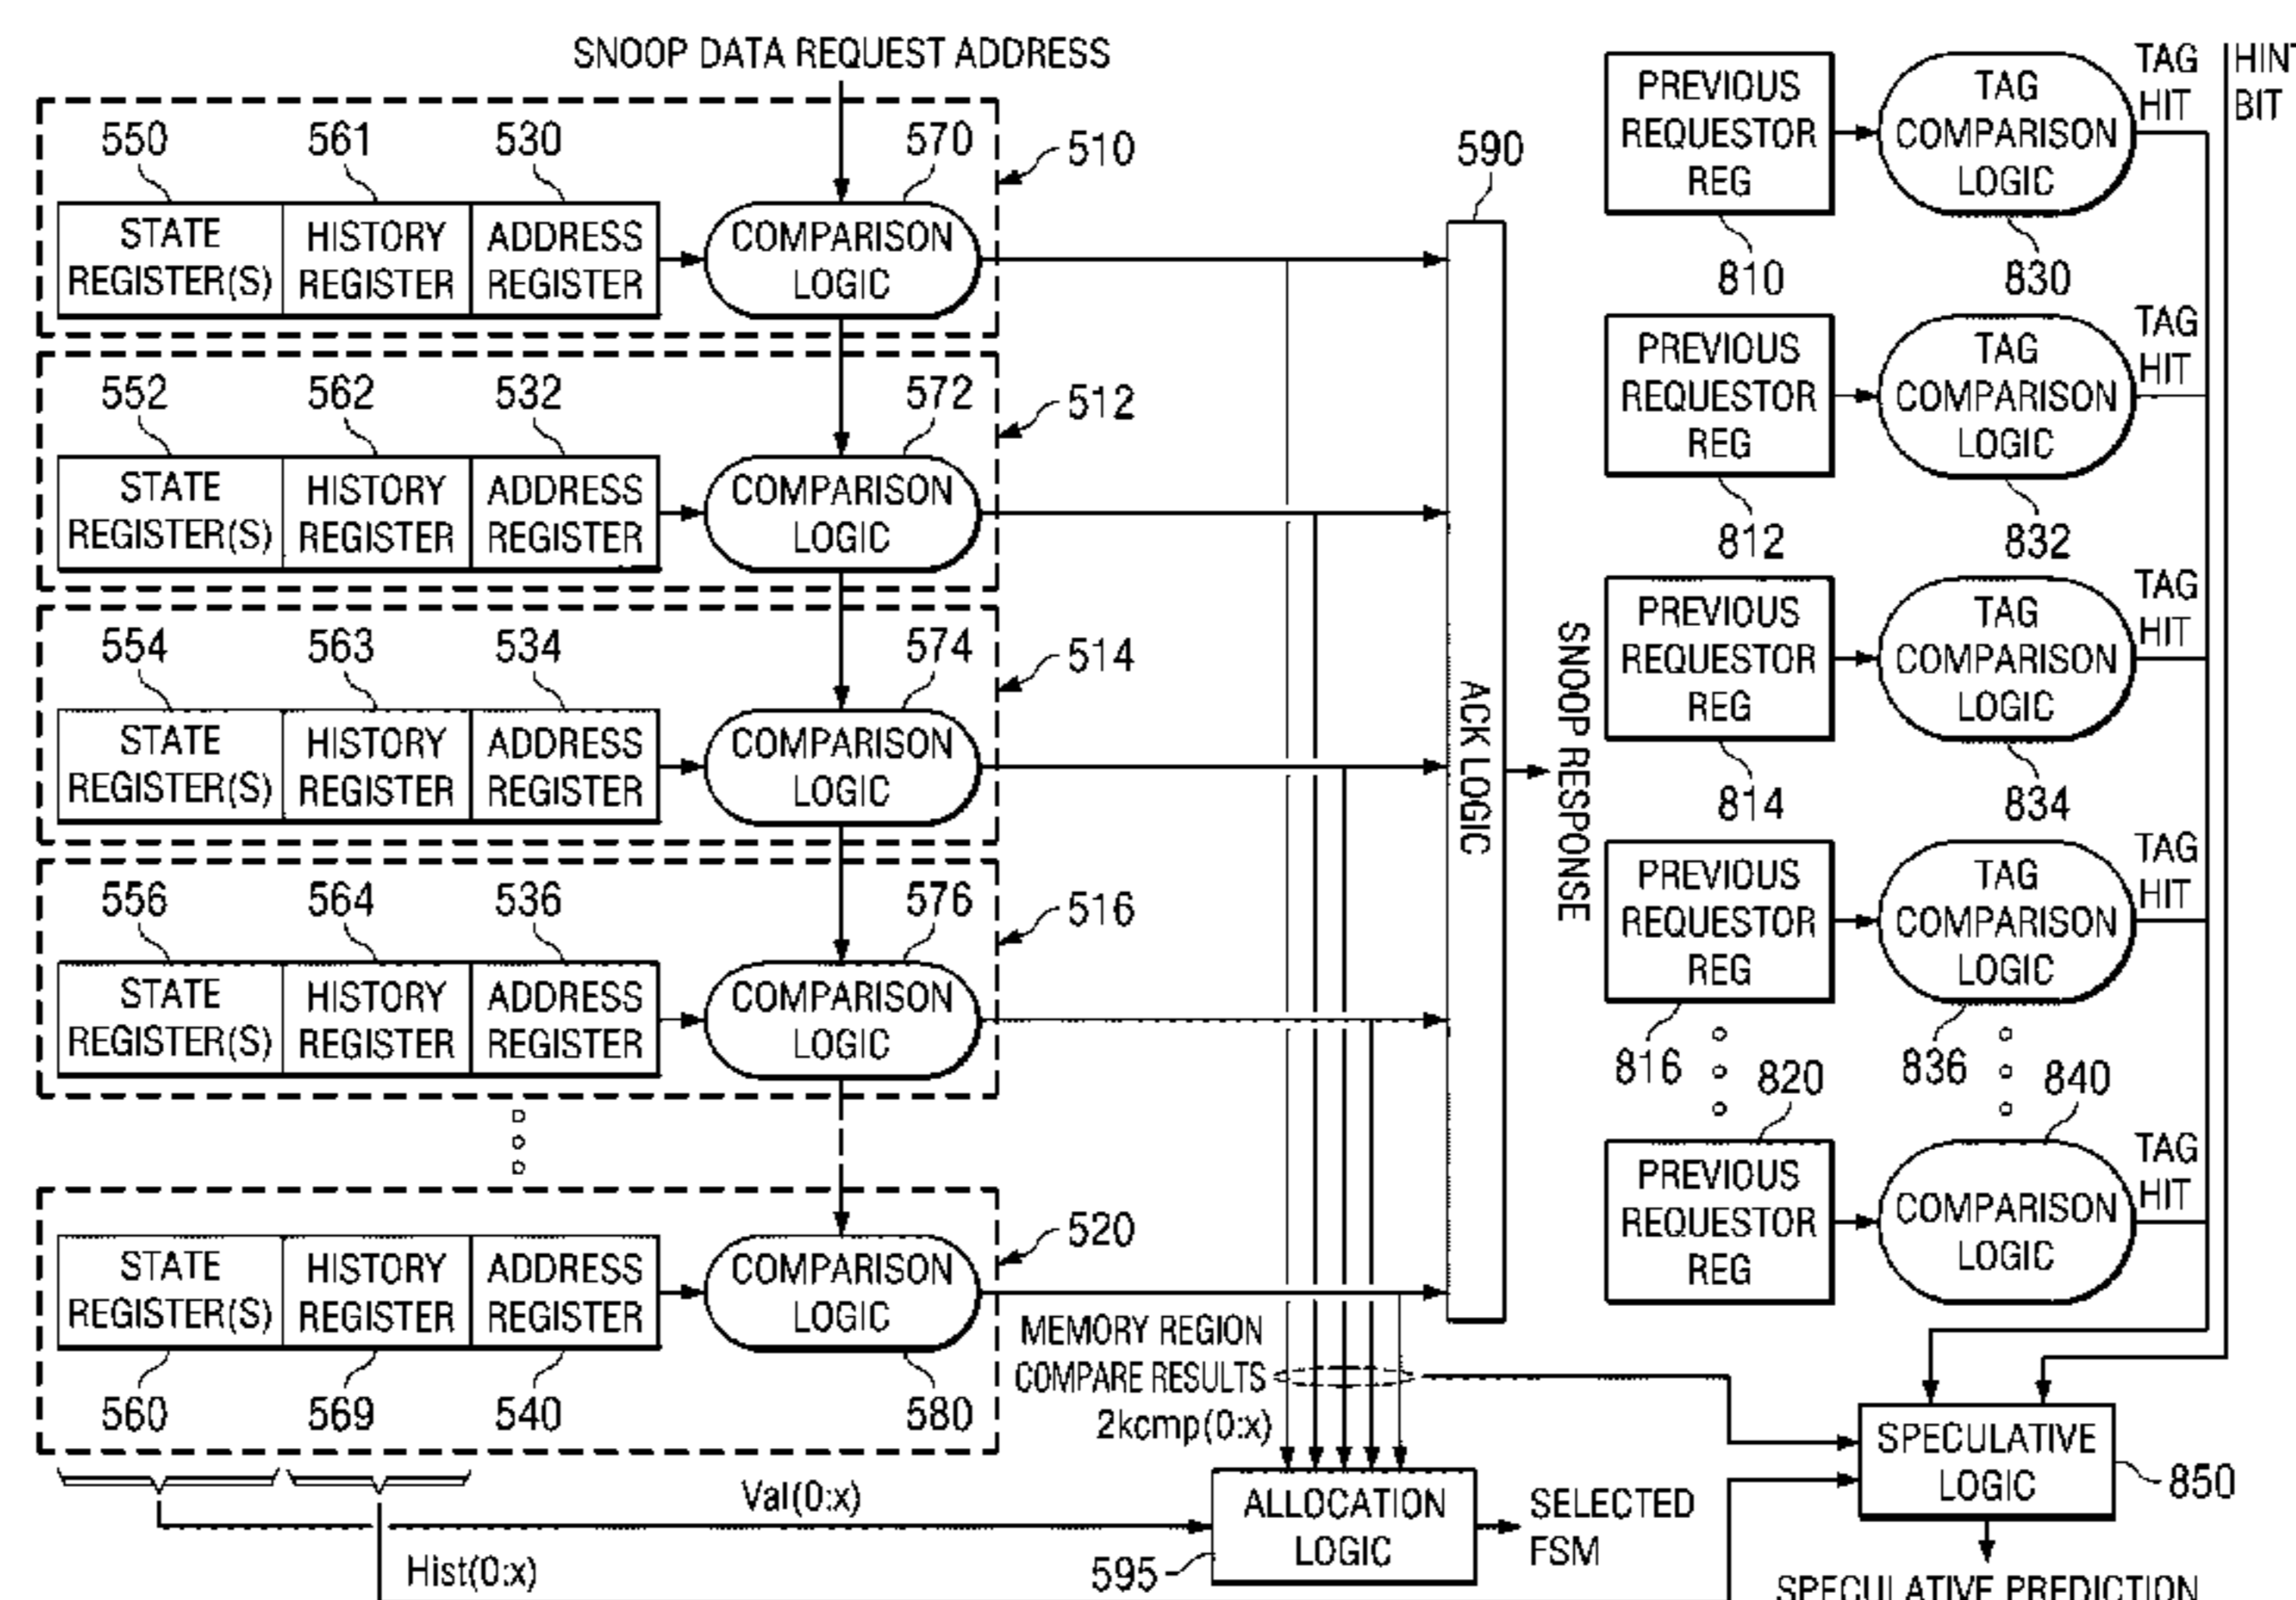 SNOOP DATA REQUEST ADDRESS
550
561
530
570
510
STATE
REGISTER(S)
HISTORY
REGISTER
ADDRESS
REGISTER
COMPARISON
LOGIC
552
562
532
572
512
STATE
REGISTER(S)
HISTORY
REGISTER
ADDRESS
REGISTER
COMPARISON
LOGIC
554
563
534
574
514
STATE
REGISTER(S)
HISTORY
REGISTER
ADDRESS
REGISTER
COMPARISON
LOGIC
556
564
536
576
516
STATE
REGISTER(S)
HISTORY
REGISTER
ADDRESS
REGISTER
COMPARISON
LOGIC
520
STATE
REGISTER(S)
HISTORY
REGISTER
ADDRESS
REGISTER
COMPARISON
LOGIC
560
569
540
580
590
ACK LOGIC
SNOOP RESPONSE
MEMORY REGION
COMPARE RESULTS
2kcmp(0:x)
Val(0:x)
Hist(0:x)
ALLOCATION
LOGIC
595
SELECTED
FSM
PREVIOUS
REQUESTOR
REG
810
TAG
COMPARISON
LOGIC
830
TAG
HIT
HINT
BIT
PREVIOUS
REQUESTOR
REG
812
TAG
COMPARISON
LOGIC
832
TAG
HIT
PREVIOUS
REQUESTOR
REG
814
TAG
COMPARISON
LOGIC
834
TAG
HIT
PREVIOUS
REQUESTOR
REG
816
TAG
COMPARISON
LOGIC
836
TAG
HIT
820
PREVIOUS
REQUESTOR
REG
840
COMPARISON
LOGIC
TAG
HIT
SPECULATIVE
LOGIC
850
SPECULATIVE PREDICTION